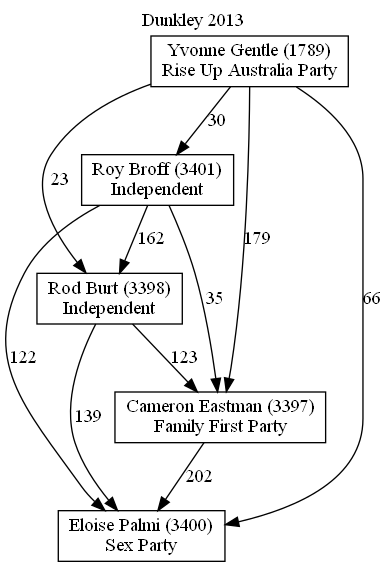 Dunkley 2013
Yvonne Gentle (1789)
Rise Up Australia Party
30
Roy Broff (3401)
Independent
23
162
179
Rod Burt (3398)
Independent
35
66
122
123
Cameron Eastman (3397)
Family First Party
139
202
Eloise Palmi (3400)
Sex Party